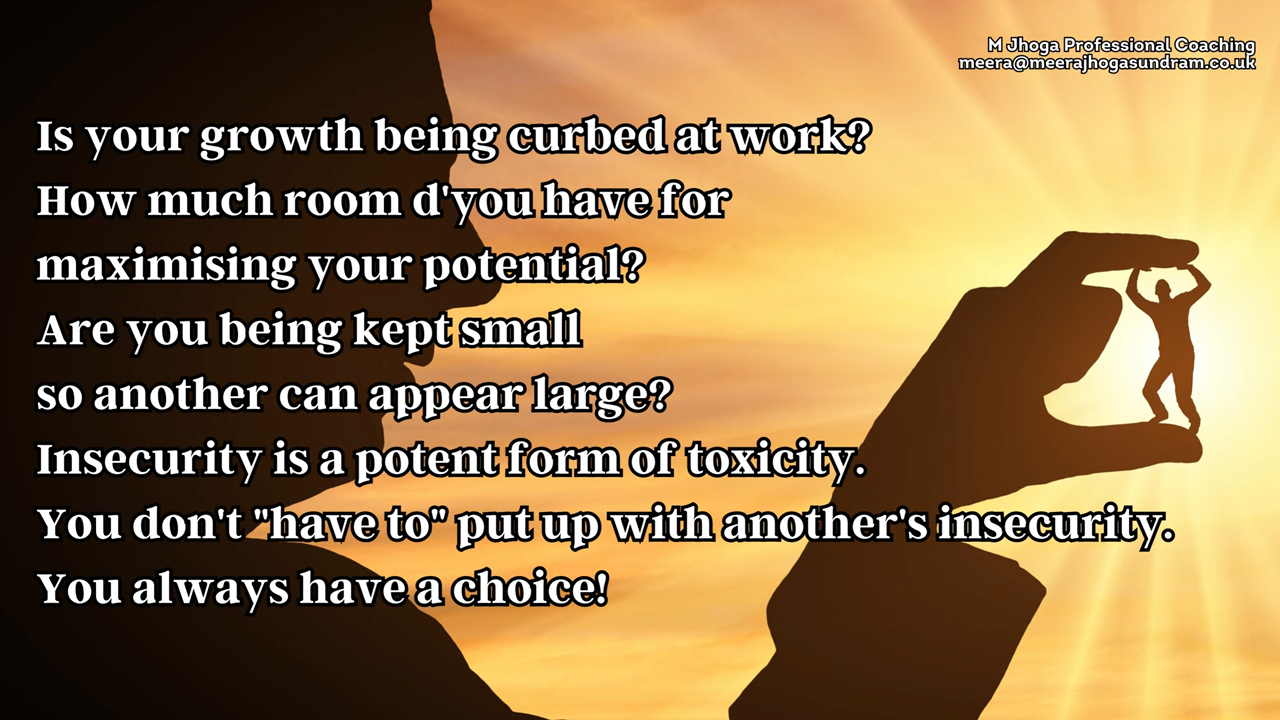 M Jhoga Professional Coaching
meera@meerajhogasundram.co.uk
Is your growth being curbed at work?
How much room d'you have for
maximising your potential?
Are you being kept small
so another can appear large?
Insecurity is a potent form of toxicity.
You don't "have to" put up with another's insecurity.
You always have a choice!